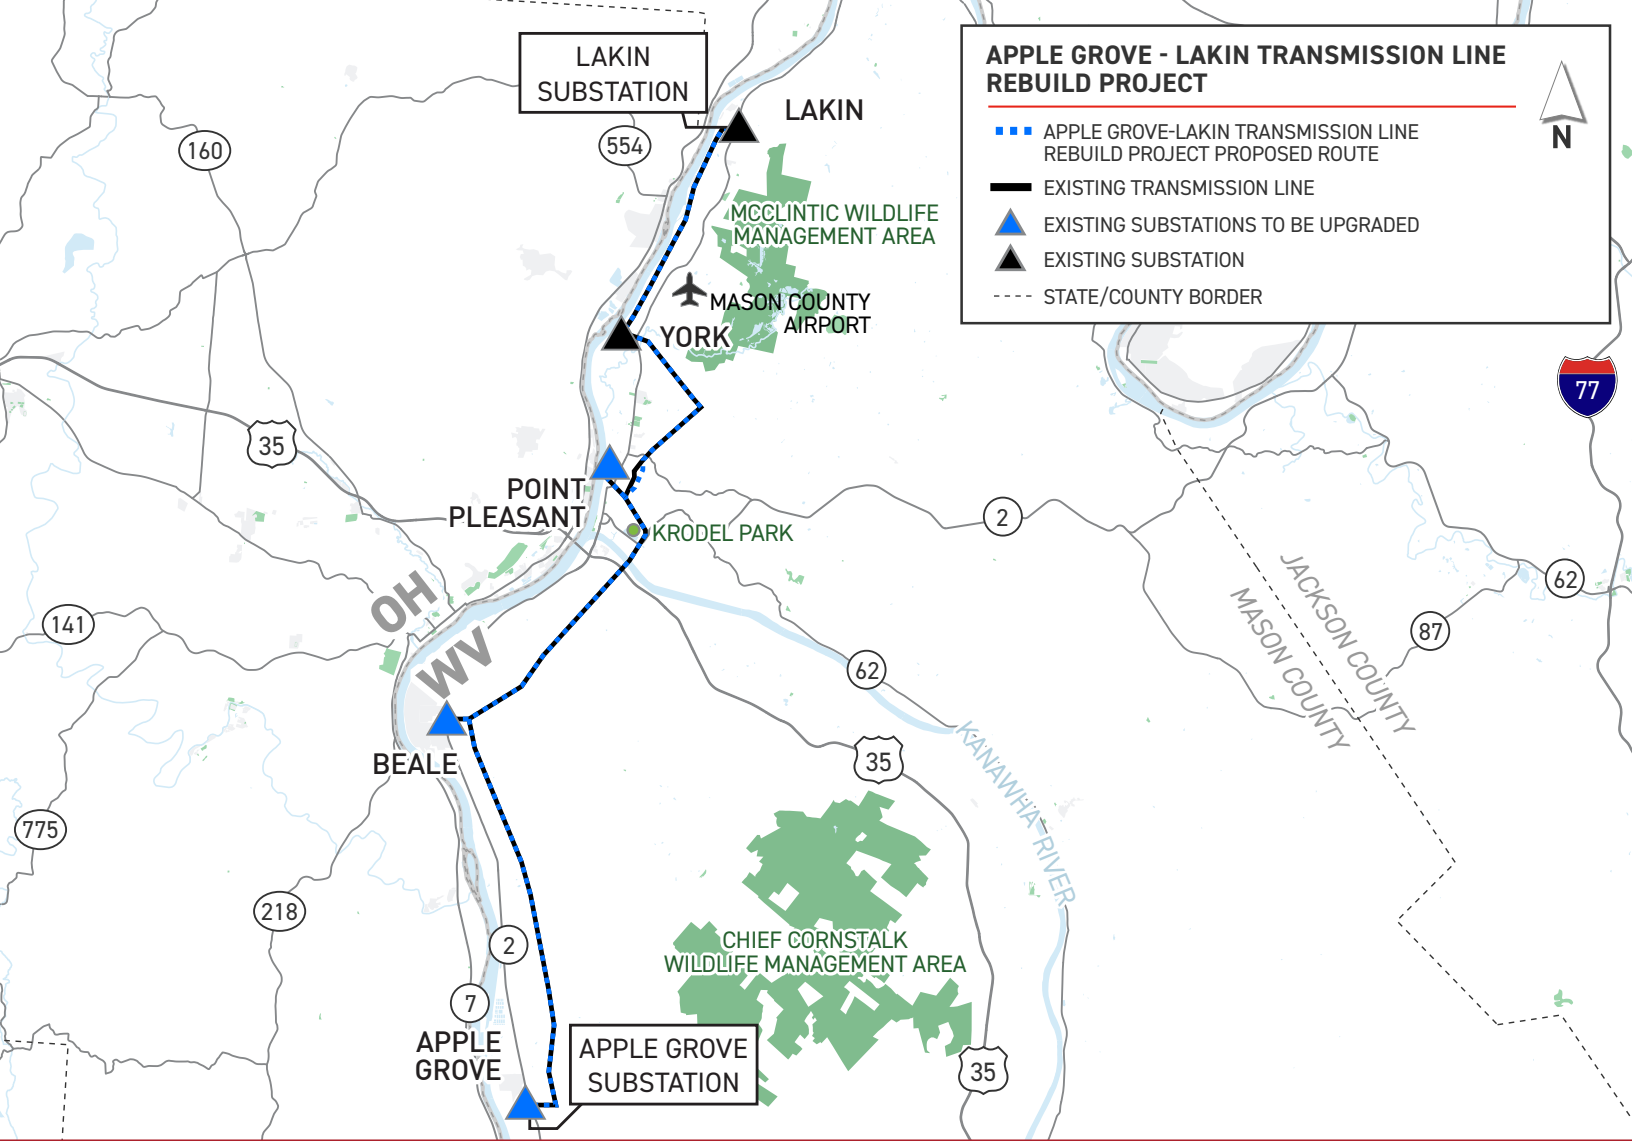 LAKIN
SUBSTATION
LAKIN
APPLE GROVE - LAKIN TRANSMISSION LINE
REBUILD PROJECT
APPLE GROVE-LAKIN TRANSMISSION LINE
REBUILD PROJECT PROPOSED ROUTE
EXISTING TRANSMISSION LINE
EXISTING SUBSTATIONS TO BE UPGRADED
EXISTING SUBSTATION
STATE/COUNTY BORDER
N
160
554
MCCLINTIC WILDLIFE
MANAGEMENT AREA
MASON COUNTY
AIRPORT
YORK
77
35
POINT
PLEASANT
2
KRODEL PARK
OH
WV
141
62
JACKSON COUNTY
MASON COUNTY
62
87
BEALE
35
KANAWHA RIVER
775
218
2
CHIEF CORNSTALK
WILDLIFE MANAGEMENT AREA
7
APPLE
GROVE
APPLE GROVE
SUBSTATION
35